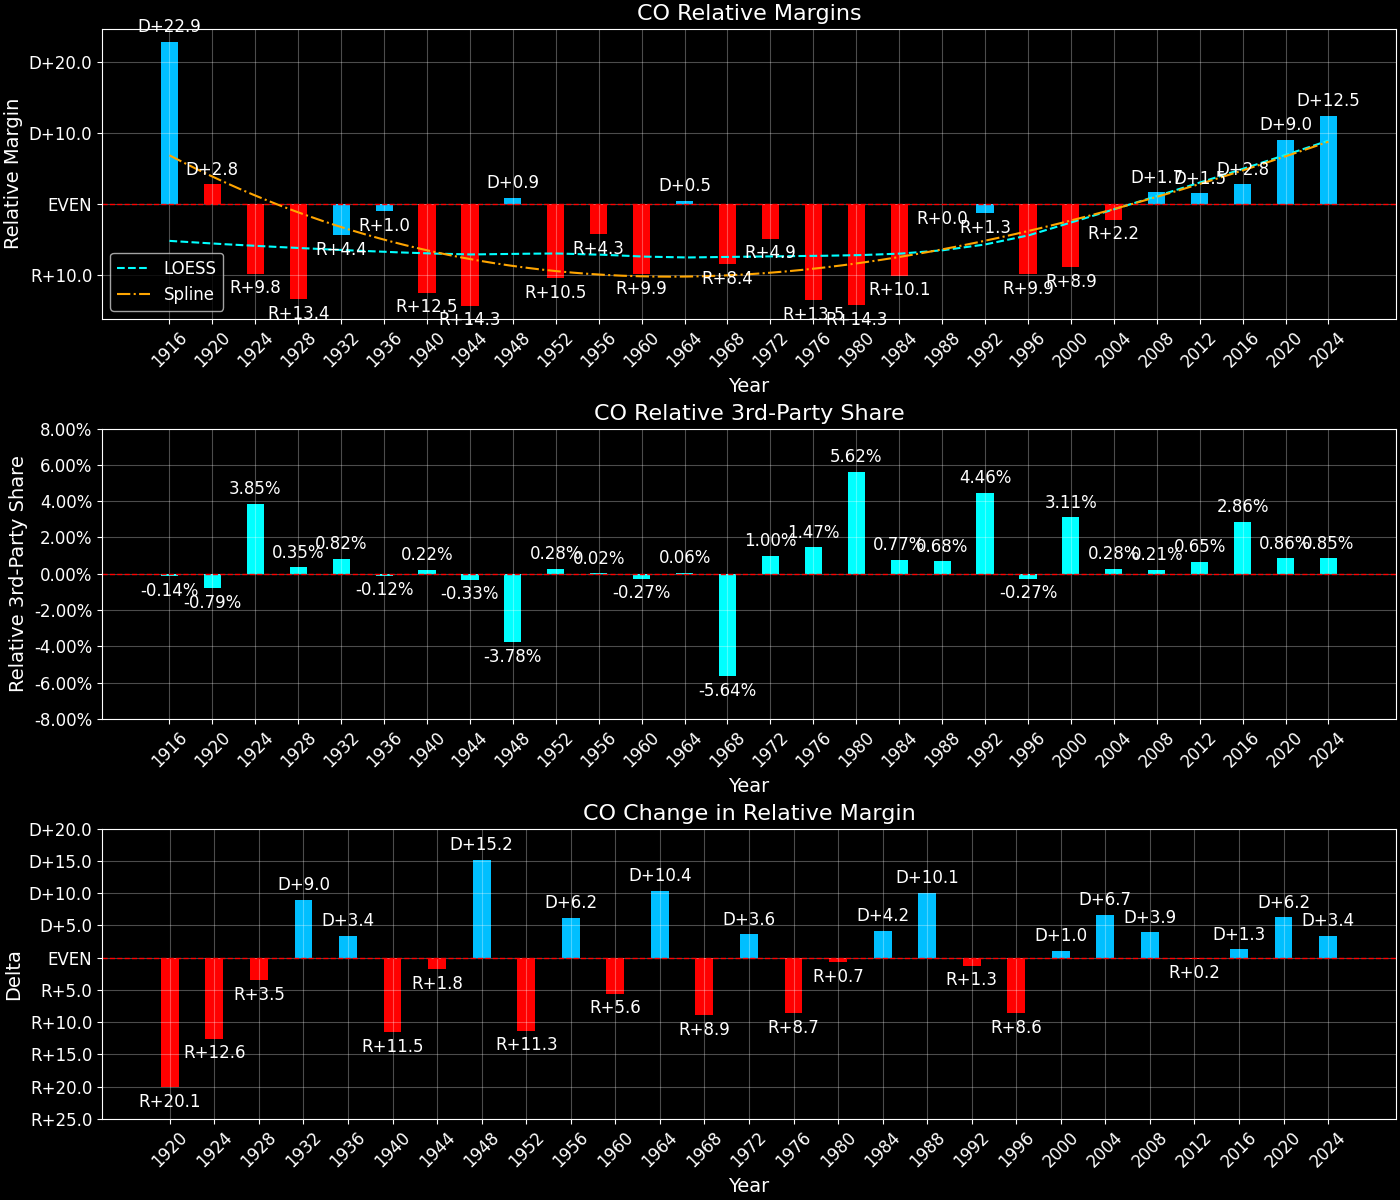 CO Relative Margins
Relative Margin
D+20.0
D+10.0
EVEN
R+10.0
D+22.9
D+2.8
R+9.8
R+13.4
R+4.4
R+1.0
R+12.5
R+14.3
D+0.9
R+10.5
R+4.3
R+9.9
D+0.5
R+8.4
R+4.9
R+13.5
R+14.3
R+10.1
R+0.0
R+1.3
R+9.9
R+8.9
R+2.2
D+1.7
D+1.5
D+2.8
D+9.0
D+12.5
LOESS
Spline
1916 1920 1924 1928 1932 1936 1940 1944 1948 1952 1956 1960 1964 1968 1972 1976 1980 1984 1988 1992 1996 2000 2004 2008 2012 2016 2020 2024
Year
CO Relative 3rd-Party Share
Relative 3rd-Party Share
8.00%
6.00%
4.00%
2.00%
0.00%
-2.00%
-4.00%
-6.00%
-8.00%
-0.14%
-0.79%
3.85%
0.35%
0.82%
-0.12%
0.22%
-0.33%
-3.78%
0.28%
0.02%
-0.27%
0.06%
-5.64%
1.00%
1.47%
5.62%
0.77%
0.68%
4.46%
-0.27%
3.11%
0.28%
0.21%
0.65%
2.86%
0.86%
0.85%
1916 1920 1924 1928 1932 1936 1940 1944 1948 1952 1956 1960 1964 1968 1972 1976 1980 1984 1988 1992 1996 2000 2004 2008 2012 2016 2020 2024
Year
CO Change in Relative Margin
Delta
D+20.0
D+15.0
D+10.0
D+5.0
EVEN
R+5.0
R+10.0
R+15.0
R+20.0
R+25.0
R+20.1
R+12.6
R+3.5
D+9.0
D+3.4
R+11.5
R+1.8
D+15.2
R+11.3
D+6.2
R+5.6
D+10.4
R+8.9
D+3.6
R+8.7
R+0.7
D+4.2
D+10.1
R+1.3
R+8.6
D+1.0
D+6.7
D+3.9
R+0.2
D+1.3
D+6.2
D+3.4
1920 1924 1928 1932 1936 1940 1944 1948 1952 1956 1960 1964 1968 1972 1976 1980 1984 1988 1992 1996 2000 2004 2008 2012 2016 2020 2024
Year